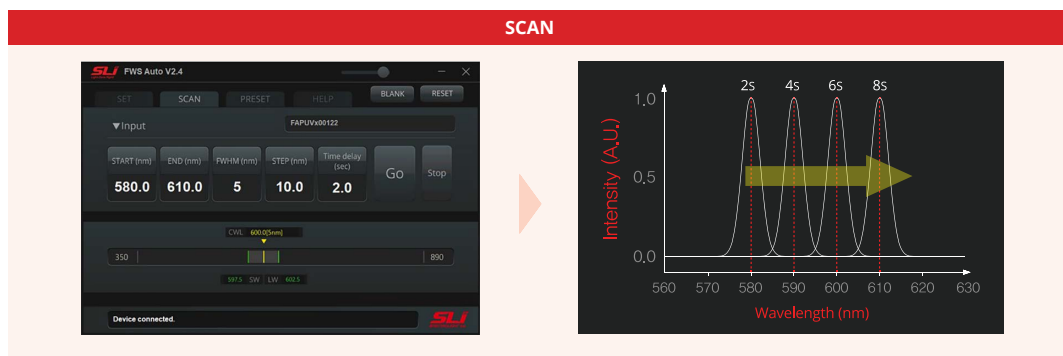 SCAN
SLi FWS Auto V2.4
SET SCAN PRESET HELP BLANK RESET
▼Input FAPUVx00122
START (nm) END (nm) FWHM (nm) STEP (nm) Time delay (sec)
580.0 610.0 5 10.0 2.0 Go Stop
CWL 600.0[5nm]
350 890
597.5 SW LW 602.5
Device connected. SLi
2s 4s 6s 8s
1.0
0.5
0.0
Intensity (A.U.)
560 570 580 590 600 610 620 630
Wavelength (nm)